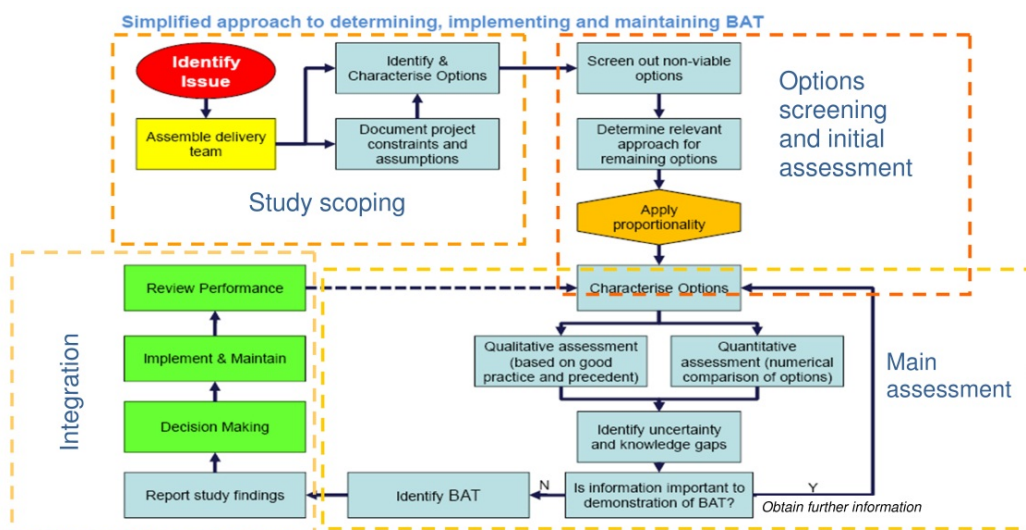 Simplified approach to determining, implementing and maintaining BAT
Identify
Issue
Identify &
Characterise Options
Assemble delivery
team
Document project
constraints and
assumptions
Study scoping
Screen out non-viable
options
Determine relevant
approach for
remaining options
Apply
proportionality
Options
screening
and initial
assessment
Characterise Options
Qualitative assessment
(based on good
practice and precedent)
Quantitative
assessment (numerical
comparison of options)
Identify uncertainty
and knowledge gaps
Is information important to
demonstration of BAT?
Y
Obtain further information
Main
assessment
N
Identify BAT
Report study findings
Decision Making
Implement & Maintain
Review Performance
Integration